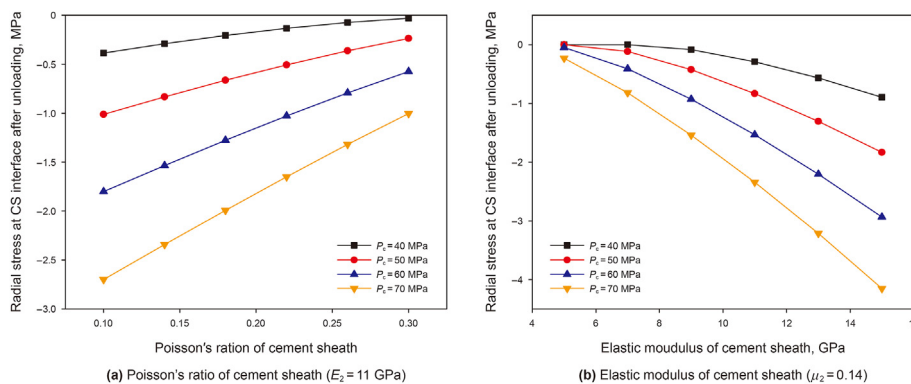 Radial stress at CS interface after unloading, MPa
0
−0.5
−1.0
−1.5
−2.0
−2.5
−3.0
0.10
0.15
0.20
0.25
0.30
Pc = 40 MPa
Pc = 50 MPa
Pc = 60 MPa
Pc = 70 MPa
Poisson's ration of cement sheath
(a) Poisson's ratio of cement sheath (E2 = 11 GPa)
Radial stress at CS interface after unloading, MPa
0
−1
−2
−3
−4
4
6
8
10
12
14
Pc = 40 MPa
Pc = 50 MPa
Pc = 60 MPa
Pc = 70 MPa
Elastic moudulus of cement sheath, GPa
(b) Elastic modulus of cement sheath (μ2 = 0.14)